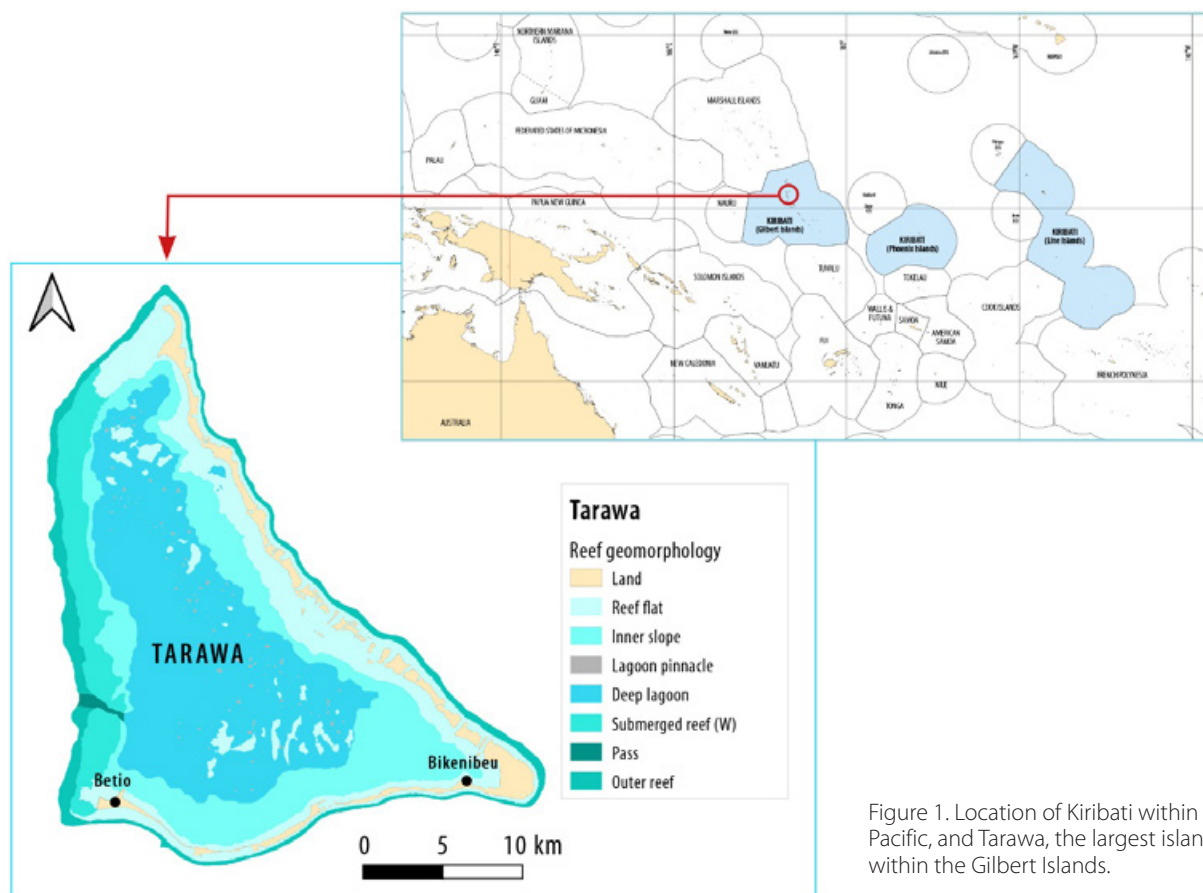 NORTHERN MARIANA
ISLANDS
GUAM
MARSHALL ISLANDS
FEDERATED STATES OF MICRONESIA
PALAU
PAPUA NEW GUINEA
NAURU
KIRIBATI
(Gilbert Islands)
KIRIBATI
(Phoenix Islands)
KIRIBATI
(Line Islands)
SOLOMON ISLANDS
TUVALU
TOKELAU
COOK ISLANDS
WALLIS &
FUTUNA
SAMOA
AMERICAN
SAMOA
FIJI
NEW CALEDONIA
VANUATU
NIUE
TONGA
FRENCH POLYNESIA
AUSTRALIA
TARAWA
Betio
Bikenibeu
0 5 10 km
Tarawa
Reef geomorphology
Land
Reef flat
Inner slope
Lagoon pinnacle
Deep lagoon
Submerged reef (W)
Pass
Outer reef
Figure 1. Location of Kiribati within
Pacific, and Tarawa, the largest islan
within the Gilbert Islands.